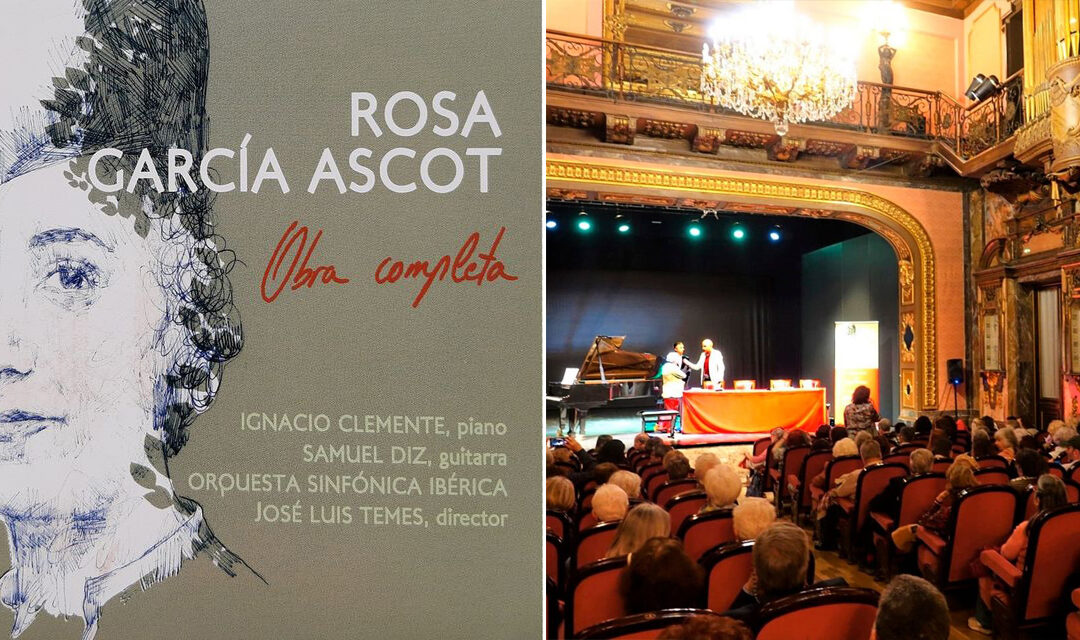 ROSA
GARCÍA ASCOT
Obra completa
IGNACIO CLEMENTE, piano
SAMUEL DIZ, guitarra
ORQUESTA SINFÓNICA IBÉRICA
JOSÉ LUIS TEMES, director